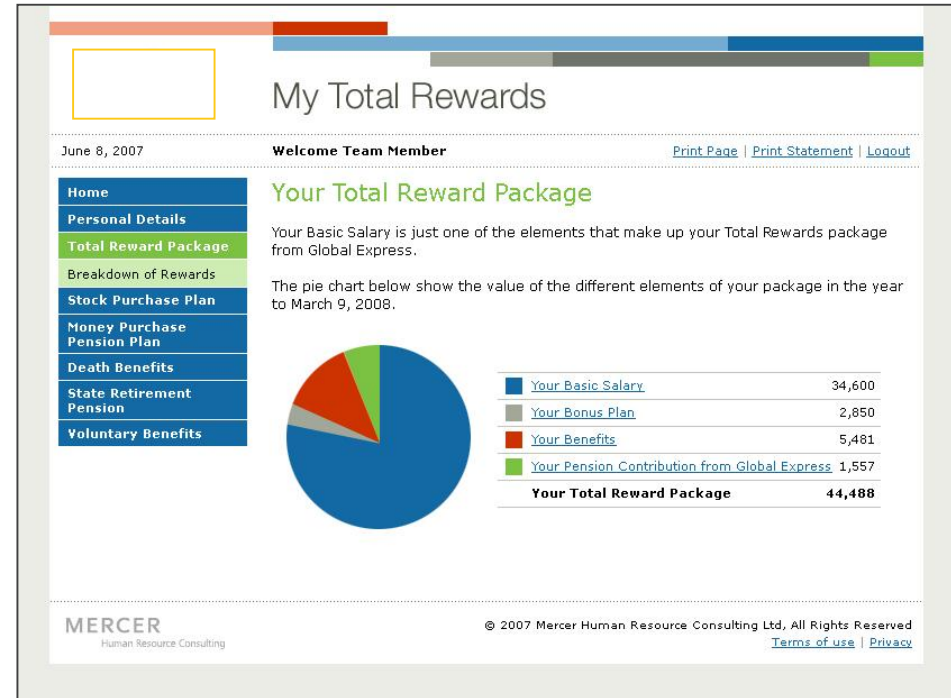 My Total Rewards
June 8, 2007
Welcome Team Member
Print Page | Print Statement | Logout
Home
Personal Details
Total Reward Package
Breakdown of Rewards
Stock Purchase Plan
Money Purchase
Pension Plan
Death Benefits
State Retirement
Pension
Voluntary Benefits
Your Total Reward Package
Your Basic Salary is just one of the elements that make up your Total Rewards package
from Global Express.
The pie chart below show the value of the different elements of your package in the year
to March 9, 2008.
Your Basic Salary 34,600
Your Bonus Plan 2,850
Your Benefits 5,481
Your Pension Contribution from Global Express 1,557
Your Total Reward Package 44,488
MERCER
Human Resource Consulting
© 2007 Mercer Human Resource Consulting Ltd, All Rights Reserved
Terms of use | Privacy